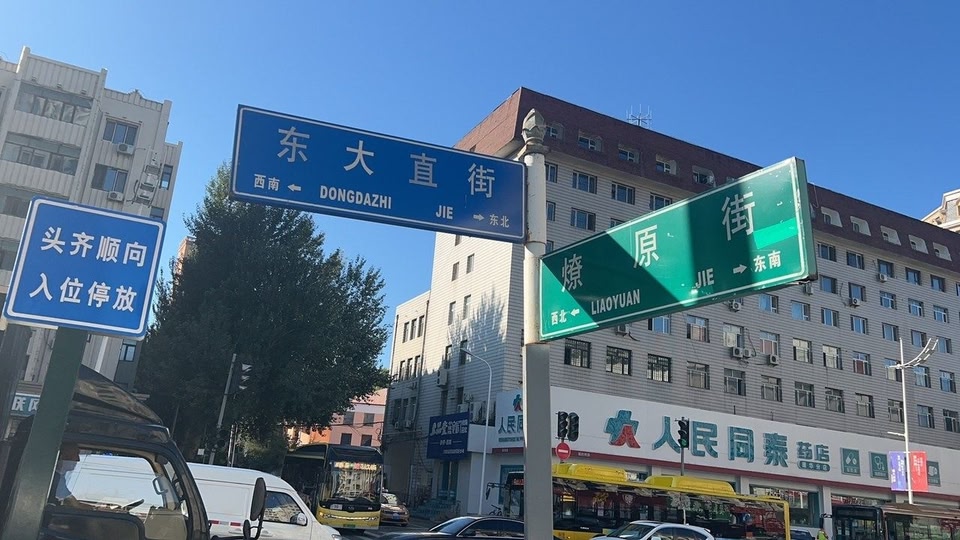 东大直街
西南 ← DONGDAZHI JIE → 东北
燎原街
西北 ← LIAOYUAN JIE → 东南
头齐顺向
入位停放
人民同泰药店